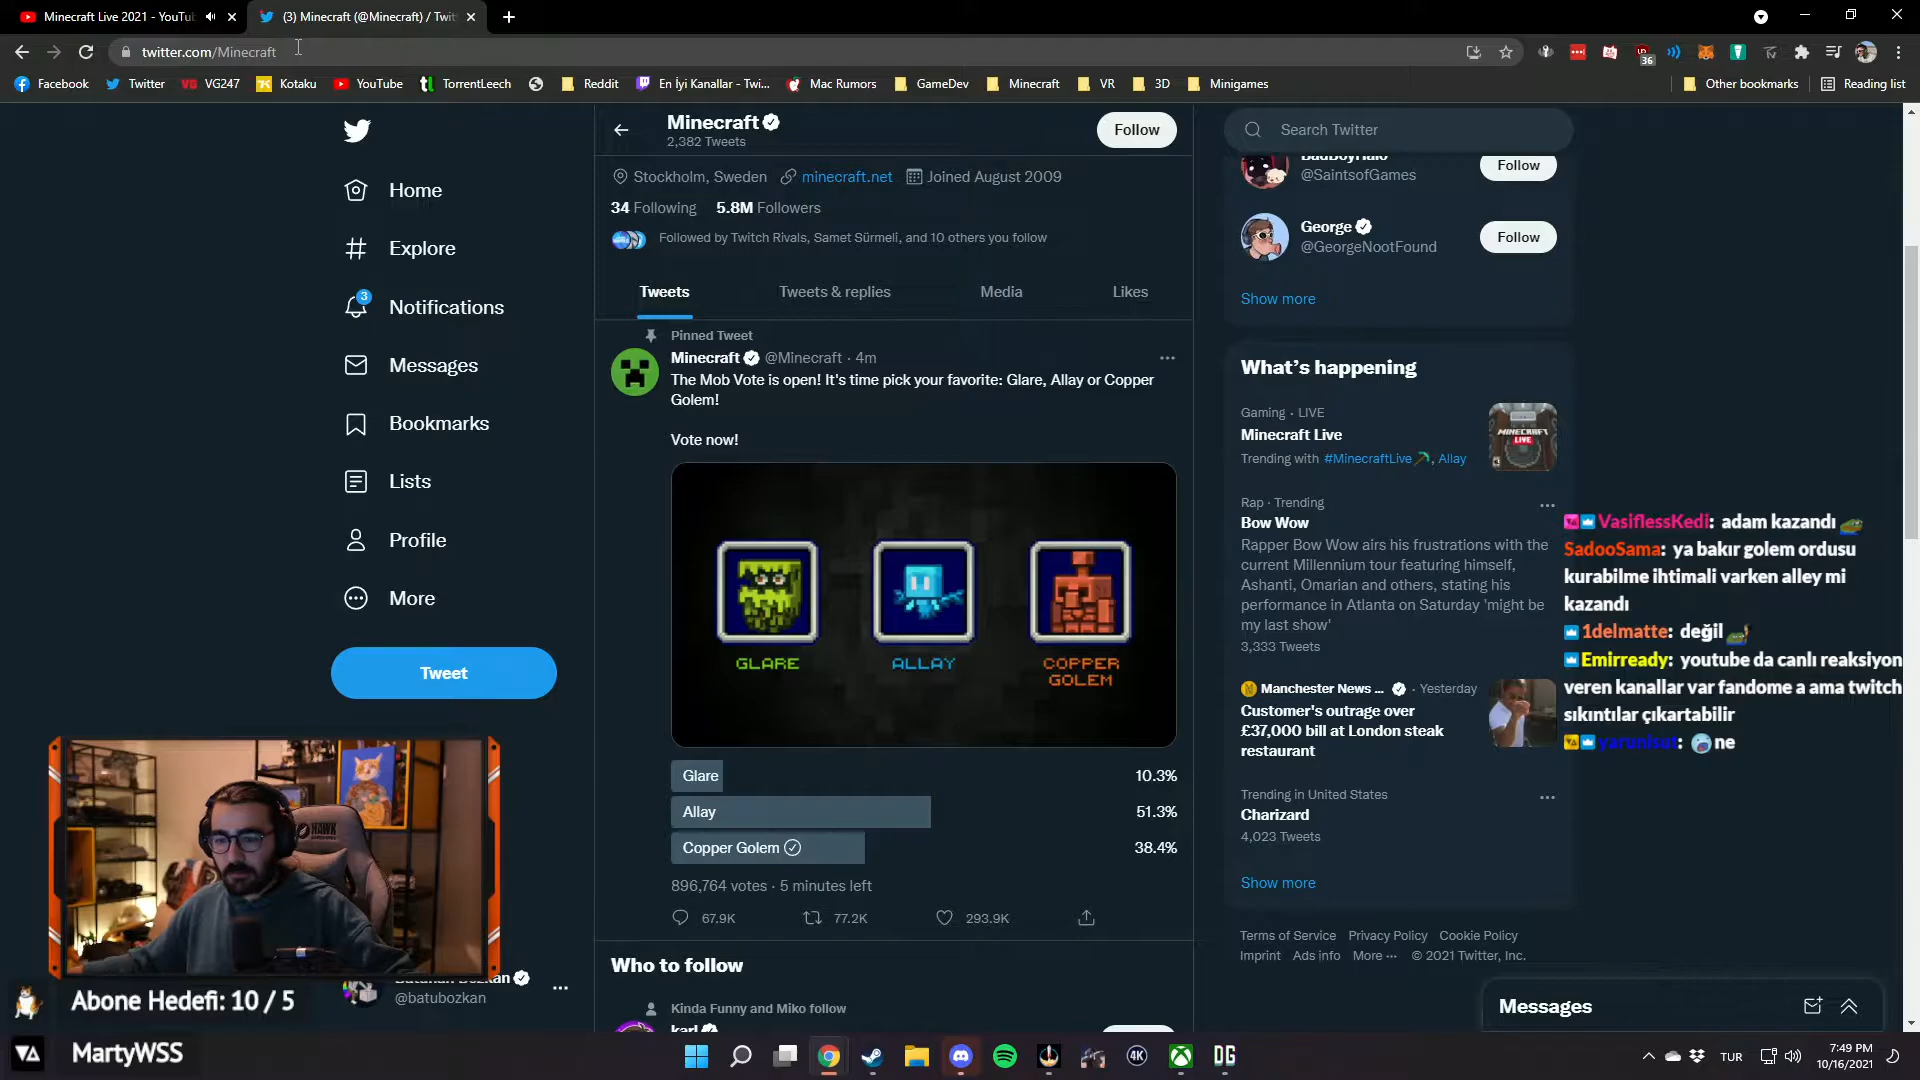 Minecraft Live 2021 - YouTu
(3) Minecraft (@Minecraft) / Twit
twitter.com/Minecraft
36
Facebook
Twitter
VG247
Kotaku
YouTube
TorrentLeech
Reddit
En İyi Kanallar - Twi...
Mac Rumors
GameDev
Minecraft
VR
3D
Minigames
Other bookmarks
Reading list
Home
Explore
3
Notifications
Messages
Bookmarks
Lists
Profile
More
Tweet
Minecraft
2,382 Tweets
Follow
Stockholm, Sweden
minecraft.net
Joined August 2009
34 Following
5.8M Followers
Followed by Twitch Rivals, Samet Sürmeli, and 10 others you follow
Tweets
Tweets & replies
Media
Likes
Pinned Tweet
Minecraft @Minecraft · 4m
The Mob Vote is open! It's time pick your favorite: Glare, Allay or Copper
Golem!
Vote now!
GLARE
ALLAY
COPPER
GOLEM
Glare
10.3%
Allay
51.3%
Copper Golem
38.4%
896,764 votes · 5 minutes left
67.9K
77.2K
293.9K
Who to follow
Kinda Funny and Miko follow
karl
Search Twitter
BadBoyHalo
@SaintsofGames
Follow
George
@GeorgeNootFound
Follow
Show more
What's happening
Gaming · LIVE
Minecraft Live
Trending with #MinecraftLive, Allay
MINECRAFT
LIVE
Rap · Trending
Bow Wow
Rapper Bow Wow airs his frustrations with the
current Millennium tour featuring himself,
Ashanti, Omarian and others, stating his
performance in Atlanta on Saturday 'might be
my last show'
3,333 Tweets
Manchester News ... · Yesterday
Customer's outrage over
£37,000 bill at London steak
restaurant
Trending in United States
Charizard
4,023 Tweets
Show more
Terms of Service
Privacy Policy
Cookie Policy
Imprint
Ads info
More
© 2021 Twitter, Inc.
Messages
VasiflessKedi: adam kazandı
SadooSama: ya bakır golem ordusu
kurabilme ihtimali varken alley mi
kazandı
1delmatte: değil
Emirready: youtube da canlı reaksiyon
veren kanallar var fandome a ama twitch
sıkıntılar çıkartabilir
yarunisut: ne
HAWK
Batuhan Bozkan
@batubozkan
Abone Hedefi: 10 / 5
MartyWSS
4K
DG
TUR
7:49 PM
10/16/2021